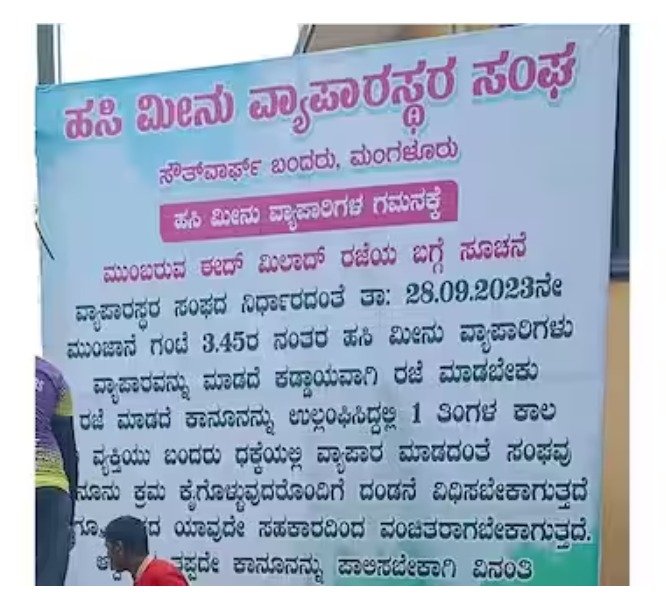 ಹಸಿ ಮೀನು ವ್ಯಾಪಾರಸ್ಥರ ಸಂಘ
ಸೌತ್‌ವಾರ್ಫ್ ಬಂದರು, ಮಂಗಳೂರು
ಹಸಿ ಮೀನು ವ್ಯಾಪಾರಿಗಳ ಗಮನಕ್ಕೆ
ಮುಂಬರುವ ಈದ್ ಮಿಲಾದ್ ರಜೆಯ ಬಗ್ಗೆ ಸೂಚನೆ
ವ್ಯಾಪಾರಸ್ಥರ ಸಂಘದ ನಿರ್ಧಾರದಂತೆ ತಾ: 28.09.2023ನೇ
ಮುಂಜಾನೆ ಗಂಟೆ 3.45ರ ನಂತರ ಹಸಿ ಮೀನು ವ್ಯಾಪಾರಿಗಳು
ವ್ಯಾಪಾರವನ್ನು ಮಾಡದೆ ಕಡ್ಡಾಯವಾಗಿ ರಜೆ ಮಾಡಬೇಕು
ರಜೆ ಮಾಡದೆ ಕಾನೂನನ್ನು ಉಲ್ಲಂಘಿಸಿದ್ದಲ್ಲಿ 1 ತಿಂಗಳ ಕಾಲ
ವ್ಯಕ್ತಿಯು ಬಂದರು ಧಕ್ಕೆಯಲ್ಲಿ ವ್ಯಾಪಾರ ಮಾಡದಂತೆ ಸಂಘವು
ನೂನು ಕ್ರಮ ಕೈಗೊಳ್ಳುವುದರೊಂದಿಗೆ ದಂಡನೆ ವಿಧಿಸಬೇಕಾಗುತ್ತದೆ
ಯಾವುದೇ ಸಹಕಾರದಿಂದ ವಂಚಿತರಾಗಬೇಕಾಗುತ್ತದೆ.
ತಪ್ಪದೇ ಕಾನೂನನ್ನು ಪಾಲಿಸಬೇಕಾಗಿ ವಿನಂತಿ